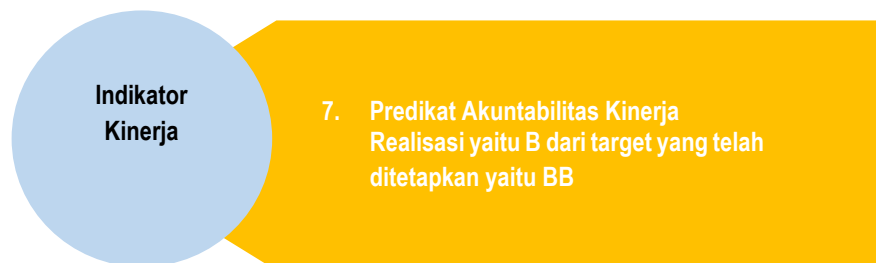 Indikator
Kinerja
7. Predikat Akuntabilitas Kinerja
Realisasi yaitu B dari target yang telah
ditetapkan yaitu BB